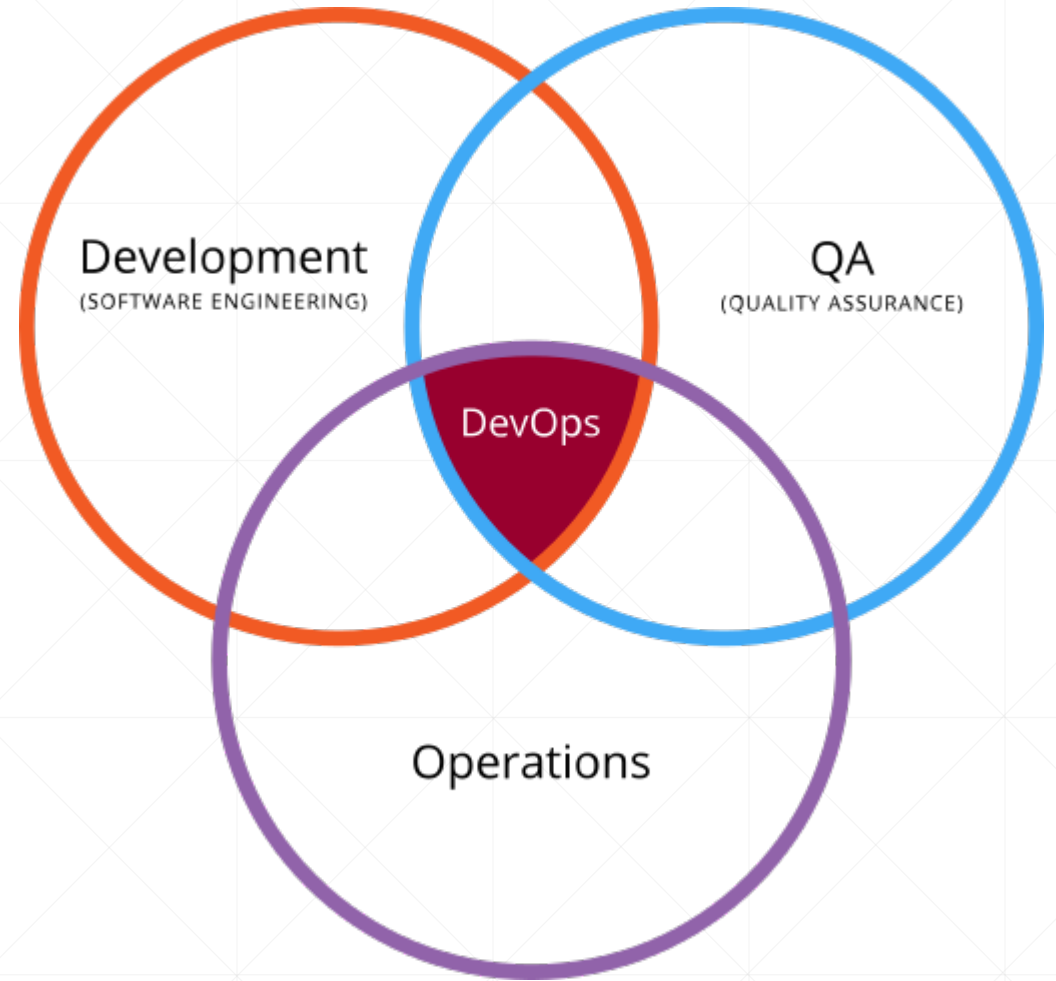 Development
(SOFTWARE ENGINEERING)
QA
(QUALITY ASSURANCE)
DevOps
Operations